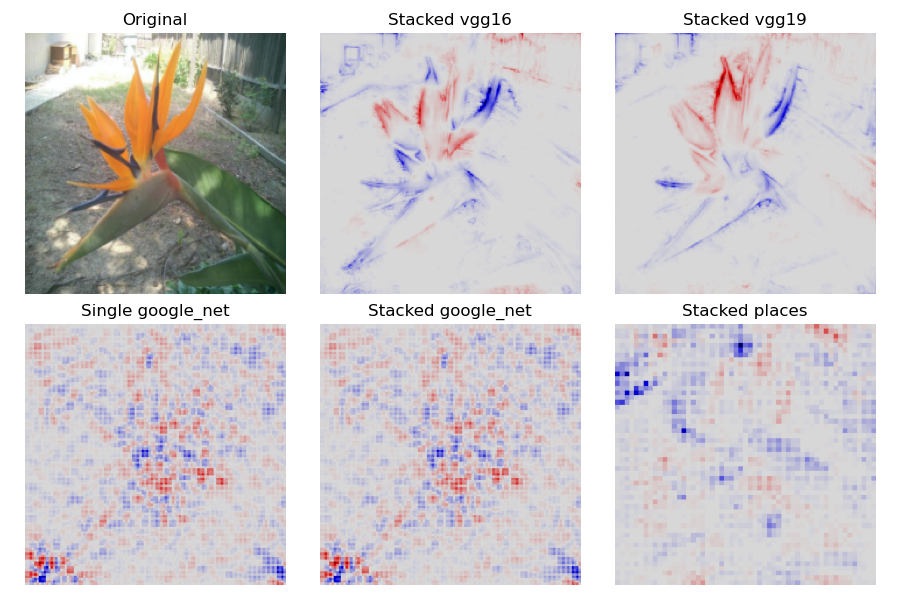 Original
Stacked vgg16
Stacked vgg19
Single google_net
Stacked google_net
Stacked places